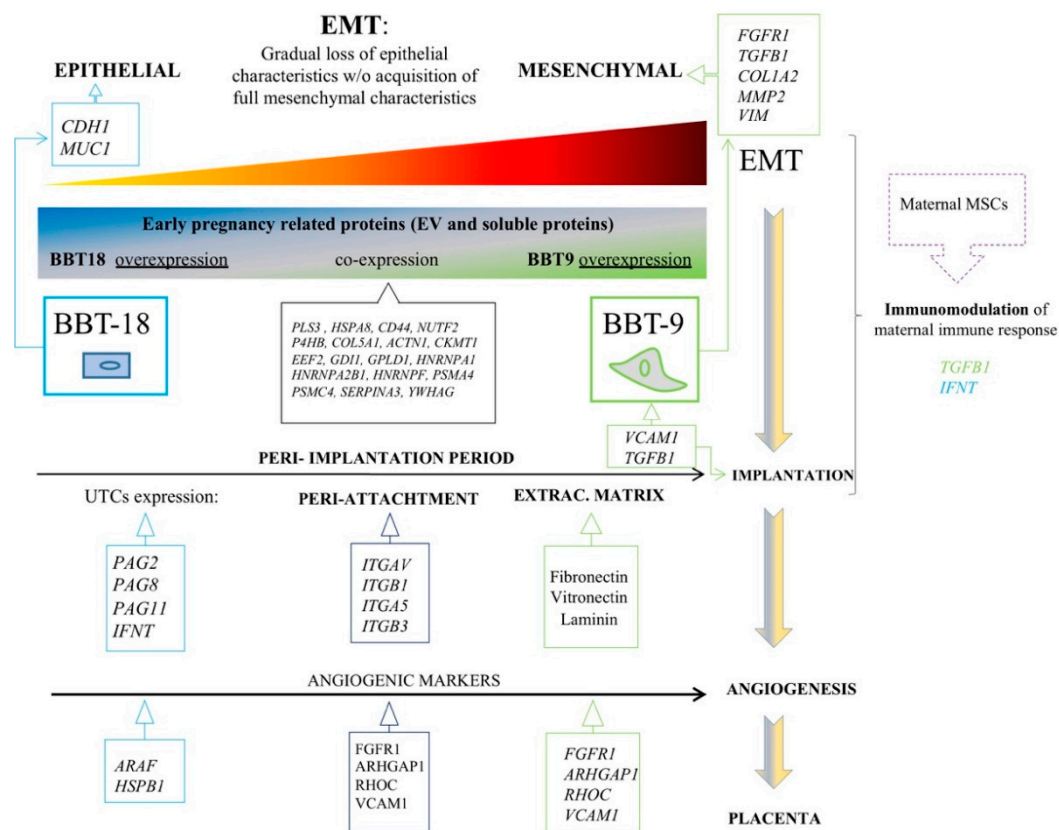 EMT:
Gradual loss of epithelial
characteristics w/o acquisition of
full mesenchymal characteristics
EPITHELIAL
CDH1
MUC1
MESENCHYMAL
FGFR1
TGFB1
COL1A2
MMP2
VIM
EMT
Early pregnancy related proteins (EV and soluble proteins)
BBT18 overexpression
co-expression
BBT9 overexpression
BBT-18
PLS3 , HSPA8, CD44, NUTF2
P4HB, COL5A1, ACTN1, CKMT1
EEF2, GDI1, GPLD1, HNRNPA1
HNRNPA2B1, HNRNPF, PSMA4
PSMC4, SERPINA3, YWHAG
BBT-9
VCAM1
TGFB1
Maternal MSCs
Immunomodulation of
maternal immune response
TGFB1
IFNT
PERI- IMPLANTATION PERIOD
IMPLANTATION
UTCs expression:
PAG2
PAG8
PAG11
IFNT
PERI-ATTACHTMENT
ITGAV
ITGB1
ITGA5
ITGB3
EXTRAC. MATRIX
Fibronectin
Vitronectin
Laminin
ANGIOGENIC MARKERS
ANGIOGENESIS
ARAF
HSPB1
FGFR1
ARHGAP1
RHOC
VCAM1
FGFR1
ARHGAP1
RHOC
VCAM1
PLACENTA